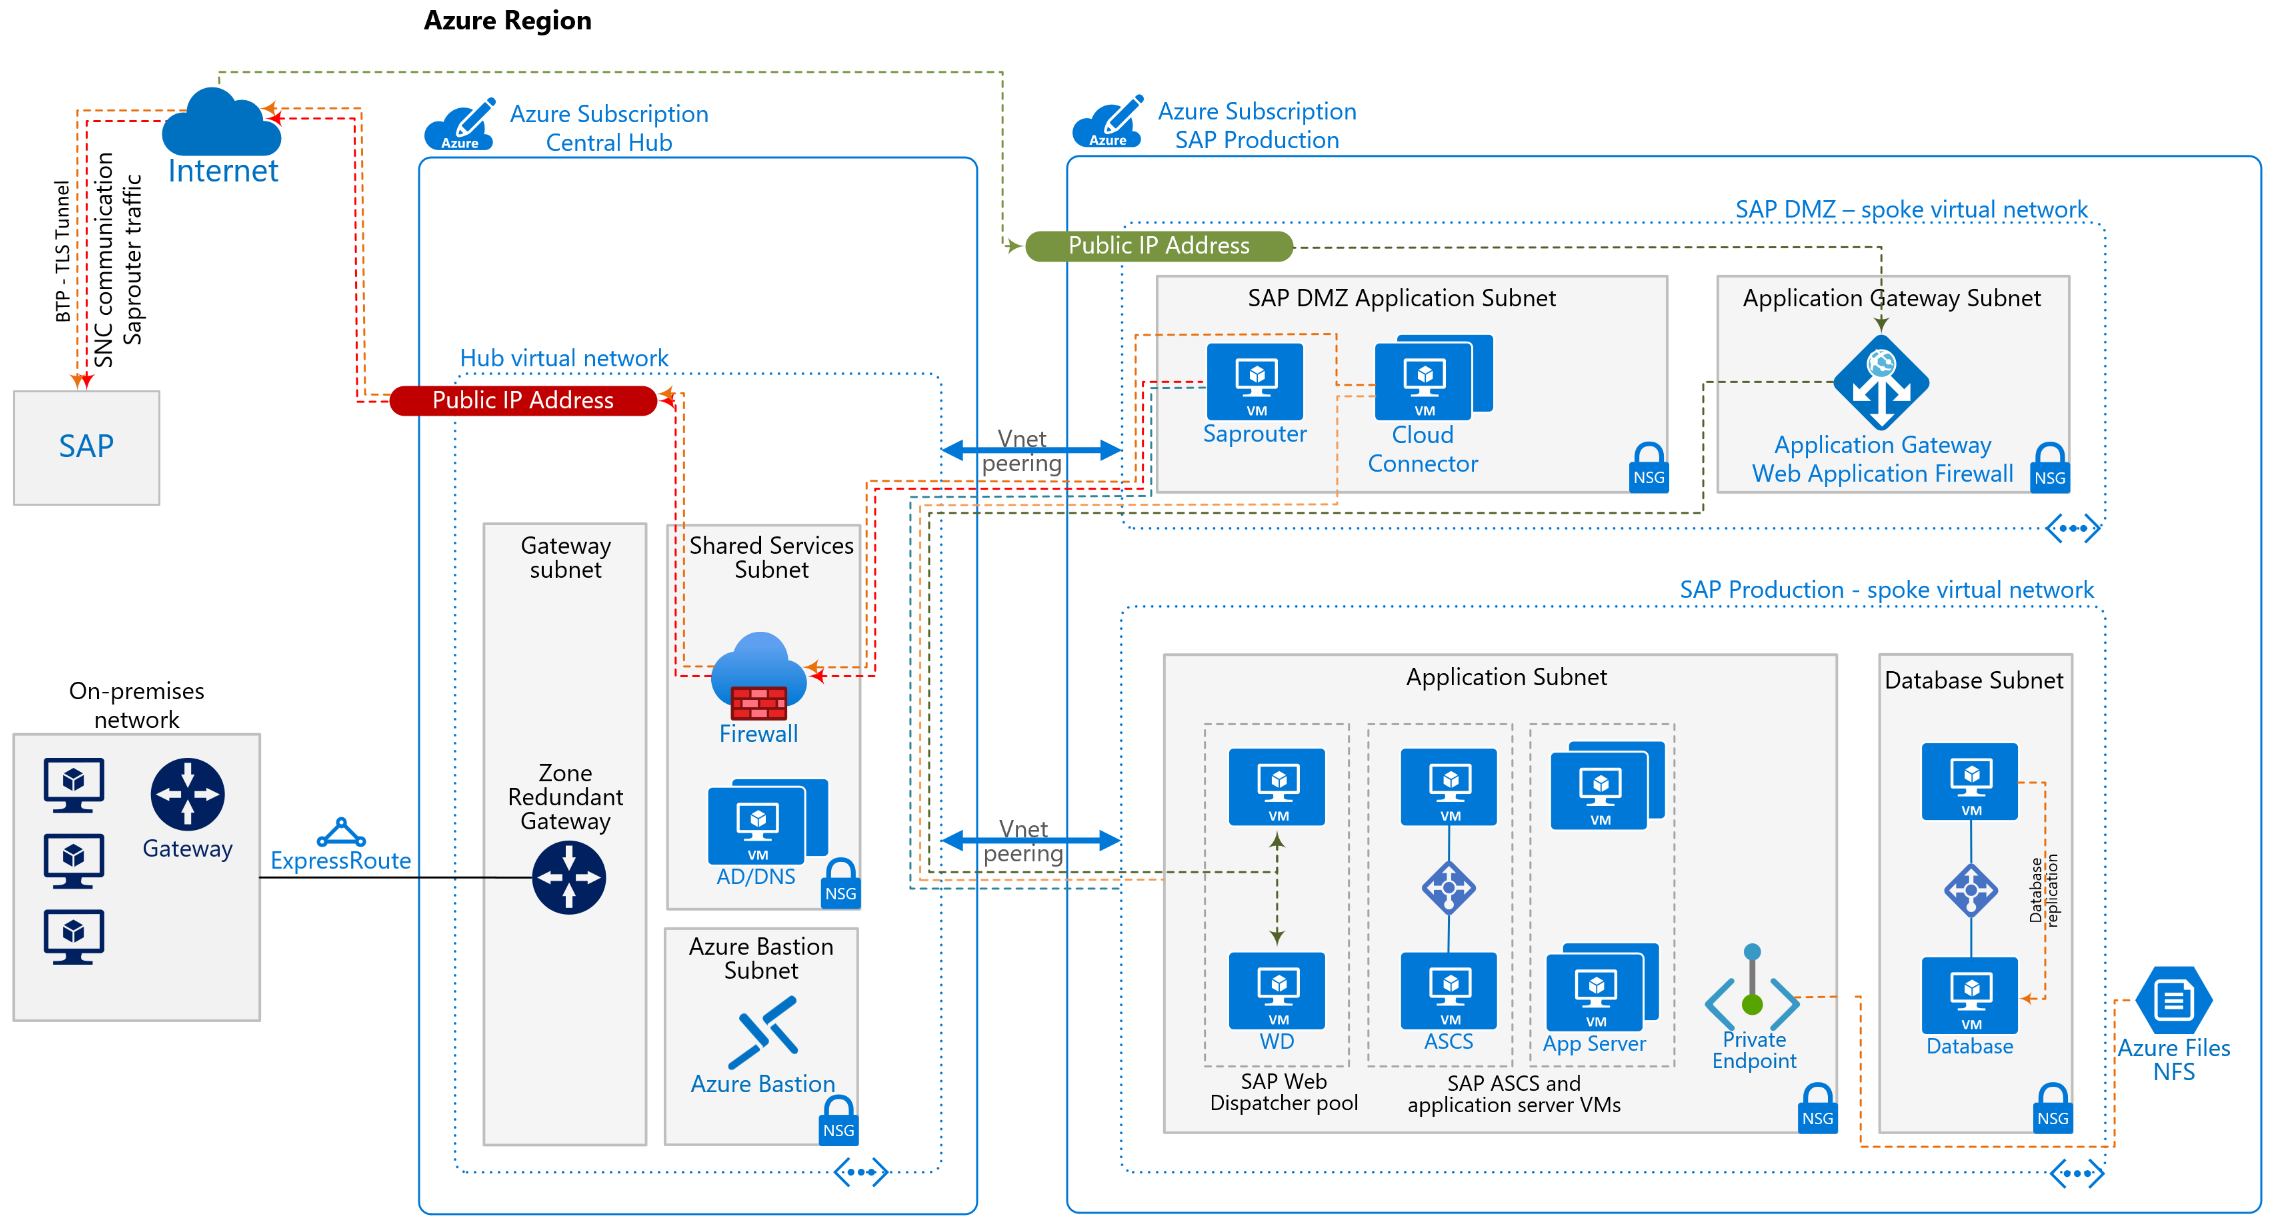 Azure Region
Azure
Azure Subscription
Central Hub
Azure
Azure Subscription
SAP Production
Internet
BTP - TLS Tunnel
SNC communication
Saprouter traffic
SAP
SAP DMZ – spoke virtual network
Public IP Address
SAP DMZ Application Subnet
VM
Saprouter
VM
Cloud
Connector
NSG
Application Gateway Subnet
Application Gateway
Web Application Firewall
NSG
Hub virtual network
Public IP Address
Vnet
peering
Gateway
subnet
Zone
Redundant
Gateway
Shared Services
Subnet
Firewall
VM
AD/DNS
NSG
Azure Bastion
Subnet
Azure Bastion
NSG
On-premises
network
Gateway
ExpressRoute
Vnet
peering
SAP Production - spoke virtual network
Application Subnet
VM
VM
WD
SAP Web
Dispatcher pool
VM
VM
ASCS
VM
VM
App Server
SAP ASCS and
application server VMs
Private
Endpoint
NSG
Database Subnet
VM
Database
replication
VM
Database
NSG
Azure Files
NFS